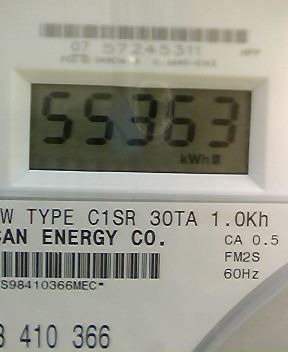 07 57245311
55363
kWh
W TYPE C1SR 30TA 1.0Kh
SAN ENERGY CO.
CA 0.5
FM2S
60Hz
S98410366MEC*
410 366